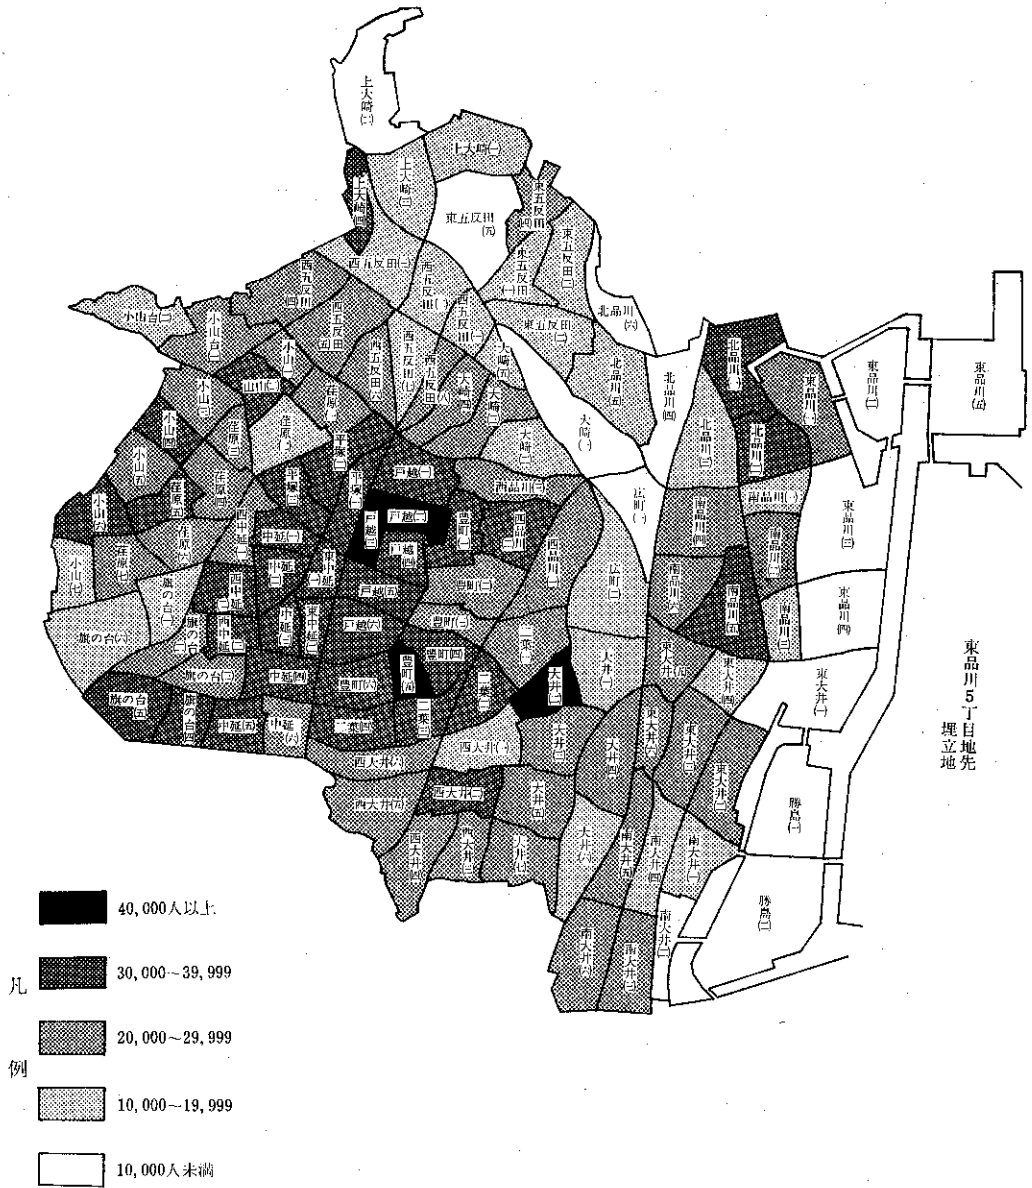 上大崎(二)
上大崎(一)
上大崎(三)
上大崎(四)
東五反田(五)
東五反田(四)
東五反田(三)
東五反田(一)
東五反田(二)
西五反田(三)
西五反田(二)
西五反田(四)
西五反田(五)
西五反田(一)
西五反田(七)
西五反田(六)
西五反田(八)
北品川(六)
北品川(五)
北品川(四)
北品川(三)
北品川(一)
北品川(二)
東品川(一)
東品川(二)
東品川(五)
東品川(三)
東品川(四)
小山台(二)
小山台(一)
小山(二)
小山(三)
小山(四)
小山(五)
小山(六)
小山(七)
荏原(一)
荏原(二)
荏原(三)
荏原(四)
荏原(五)
荏原(六)
荏原(七)
平塚(三)
平塚(二)
平塚(一)
大崎(五)
大崎(四)
大崎(三)
大崎(二)
大崎(一)
戸越(一)
戸越(二)
戸越(三)
戸越(四)
戸越(五)
戸越(六)
西品川(三)
西品川(二)
西品川(一)
広町(一)
広町(二)
南品川(一)
南品川(二)
南品川(三)
南品川(四)
南品川(五)
南品川(六)
西中延(一)
西中延(二)
西中延(三)
中延(一)
中延(二)
中延(三)
中延(四)
中延(五)
中延(六)
東中延(一)
東中延(二)
豊町(一)
豊町(二)
豊町(三)
豊町(四)
豊町(五)
豊町(六)
旗の台(一)
旗の台(二)
旗の台(三)
旗の台(四)
旗の台(五)
旗の台(六)
二葉(一)
二葉(二)
二葉(三)
二葉(四)
大井(一)
大井(二)
大井(三)
大井(四)
大井(五)
大井(六)
大井(七)
東大井(一)
東大井(二)
東大井(三)
東大井(四)
東大井(五)
東大井(六)
西大井(一)
西大井(二)
西大井(三)
西大井(四)
西大井(五)
西大井(六)
南大井(一)
南大井(二)
南大井(三)
南大井(四)
南大井(五)
南大井(六)
勝島(一)
勝島(二)
東品川5丁目地先
埋立地
凡例
40,000人以上
30,000~39,999
20,000~29,999
10,000~19,999
10,000人未満